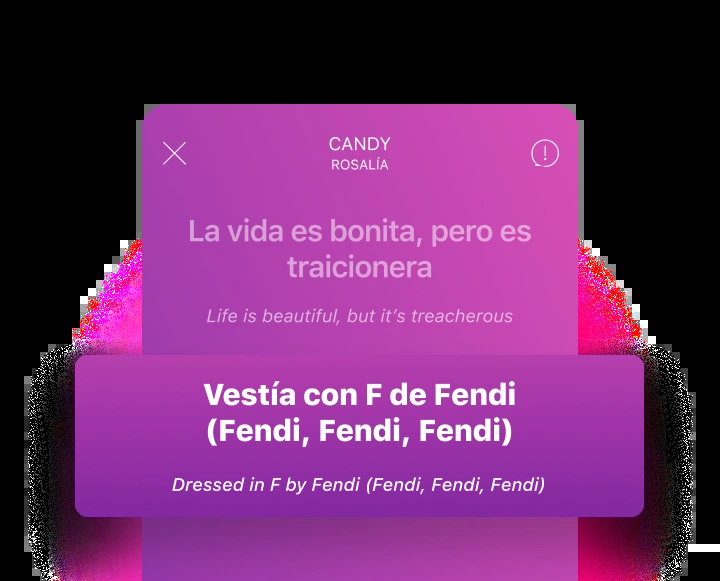 CANDY
ROSALÍA
La vida es bonita, pero es
traicionera
Life is beautiful, but it’s treacherous
Vestía con F de Fendi
(Fendi, Fendi, Fendi)
Dressed in F by Fendi (Fendi, Fendi, Fendi)